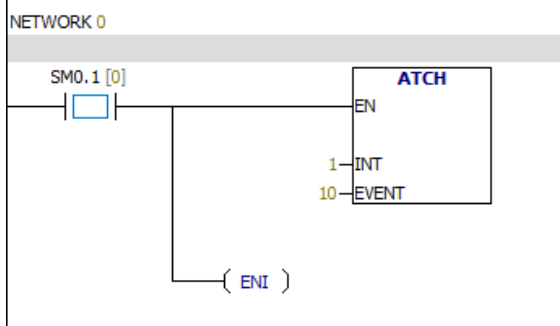 NETWORK 0
SM0.1 [0]
ATCH
EN
1 INT
10 EVENT
( ENI )